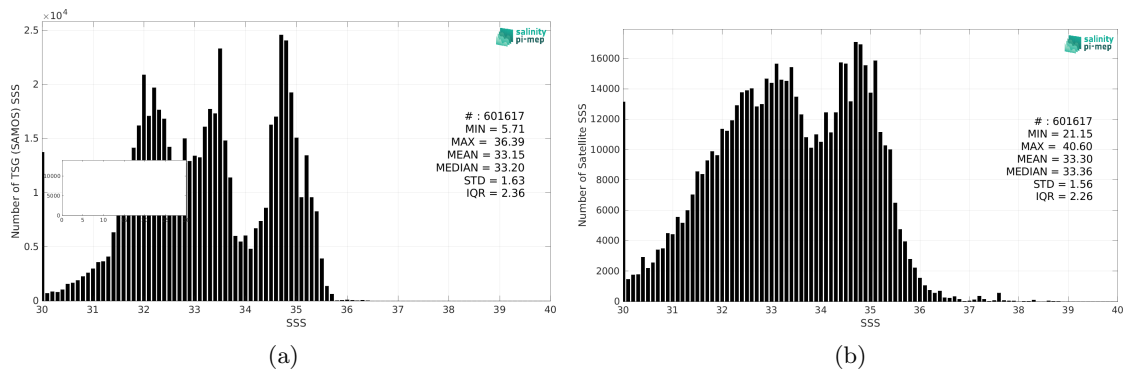 ×10⁴
2.5
2
1.5
1
0.5
0
Number of TSG (SAMOS) SSS
salinity
pi-mep
# : 601617
MIN = 5.71
MAX = 36.39
MEAN = 33.15
MEDIAN = 33.20
STD = 1.63
IQR = 2.36
10000
5000
0
0 5 10
30 31 32 33 34 35 36 37 38 39 40
SSS
(a)
16000
14000
12000
10000
8000
6000
4000
2000
0
Number of Satellite SSS
salinity
pi-mep
# : 601617
MIN = 21.15
MAX = 40.60
MEAN = 33.30
MEDIAN = 33.36
STD = 1.56
IQR = 2.26
30 31 32 33 34 35 36 37 38 39 40
SSS
(b)